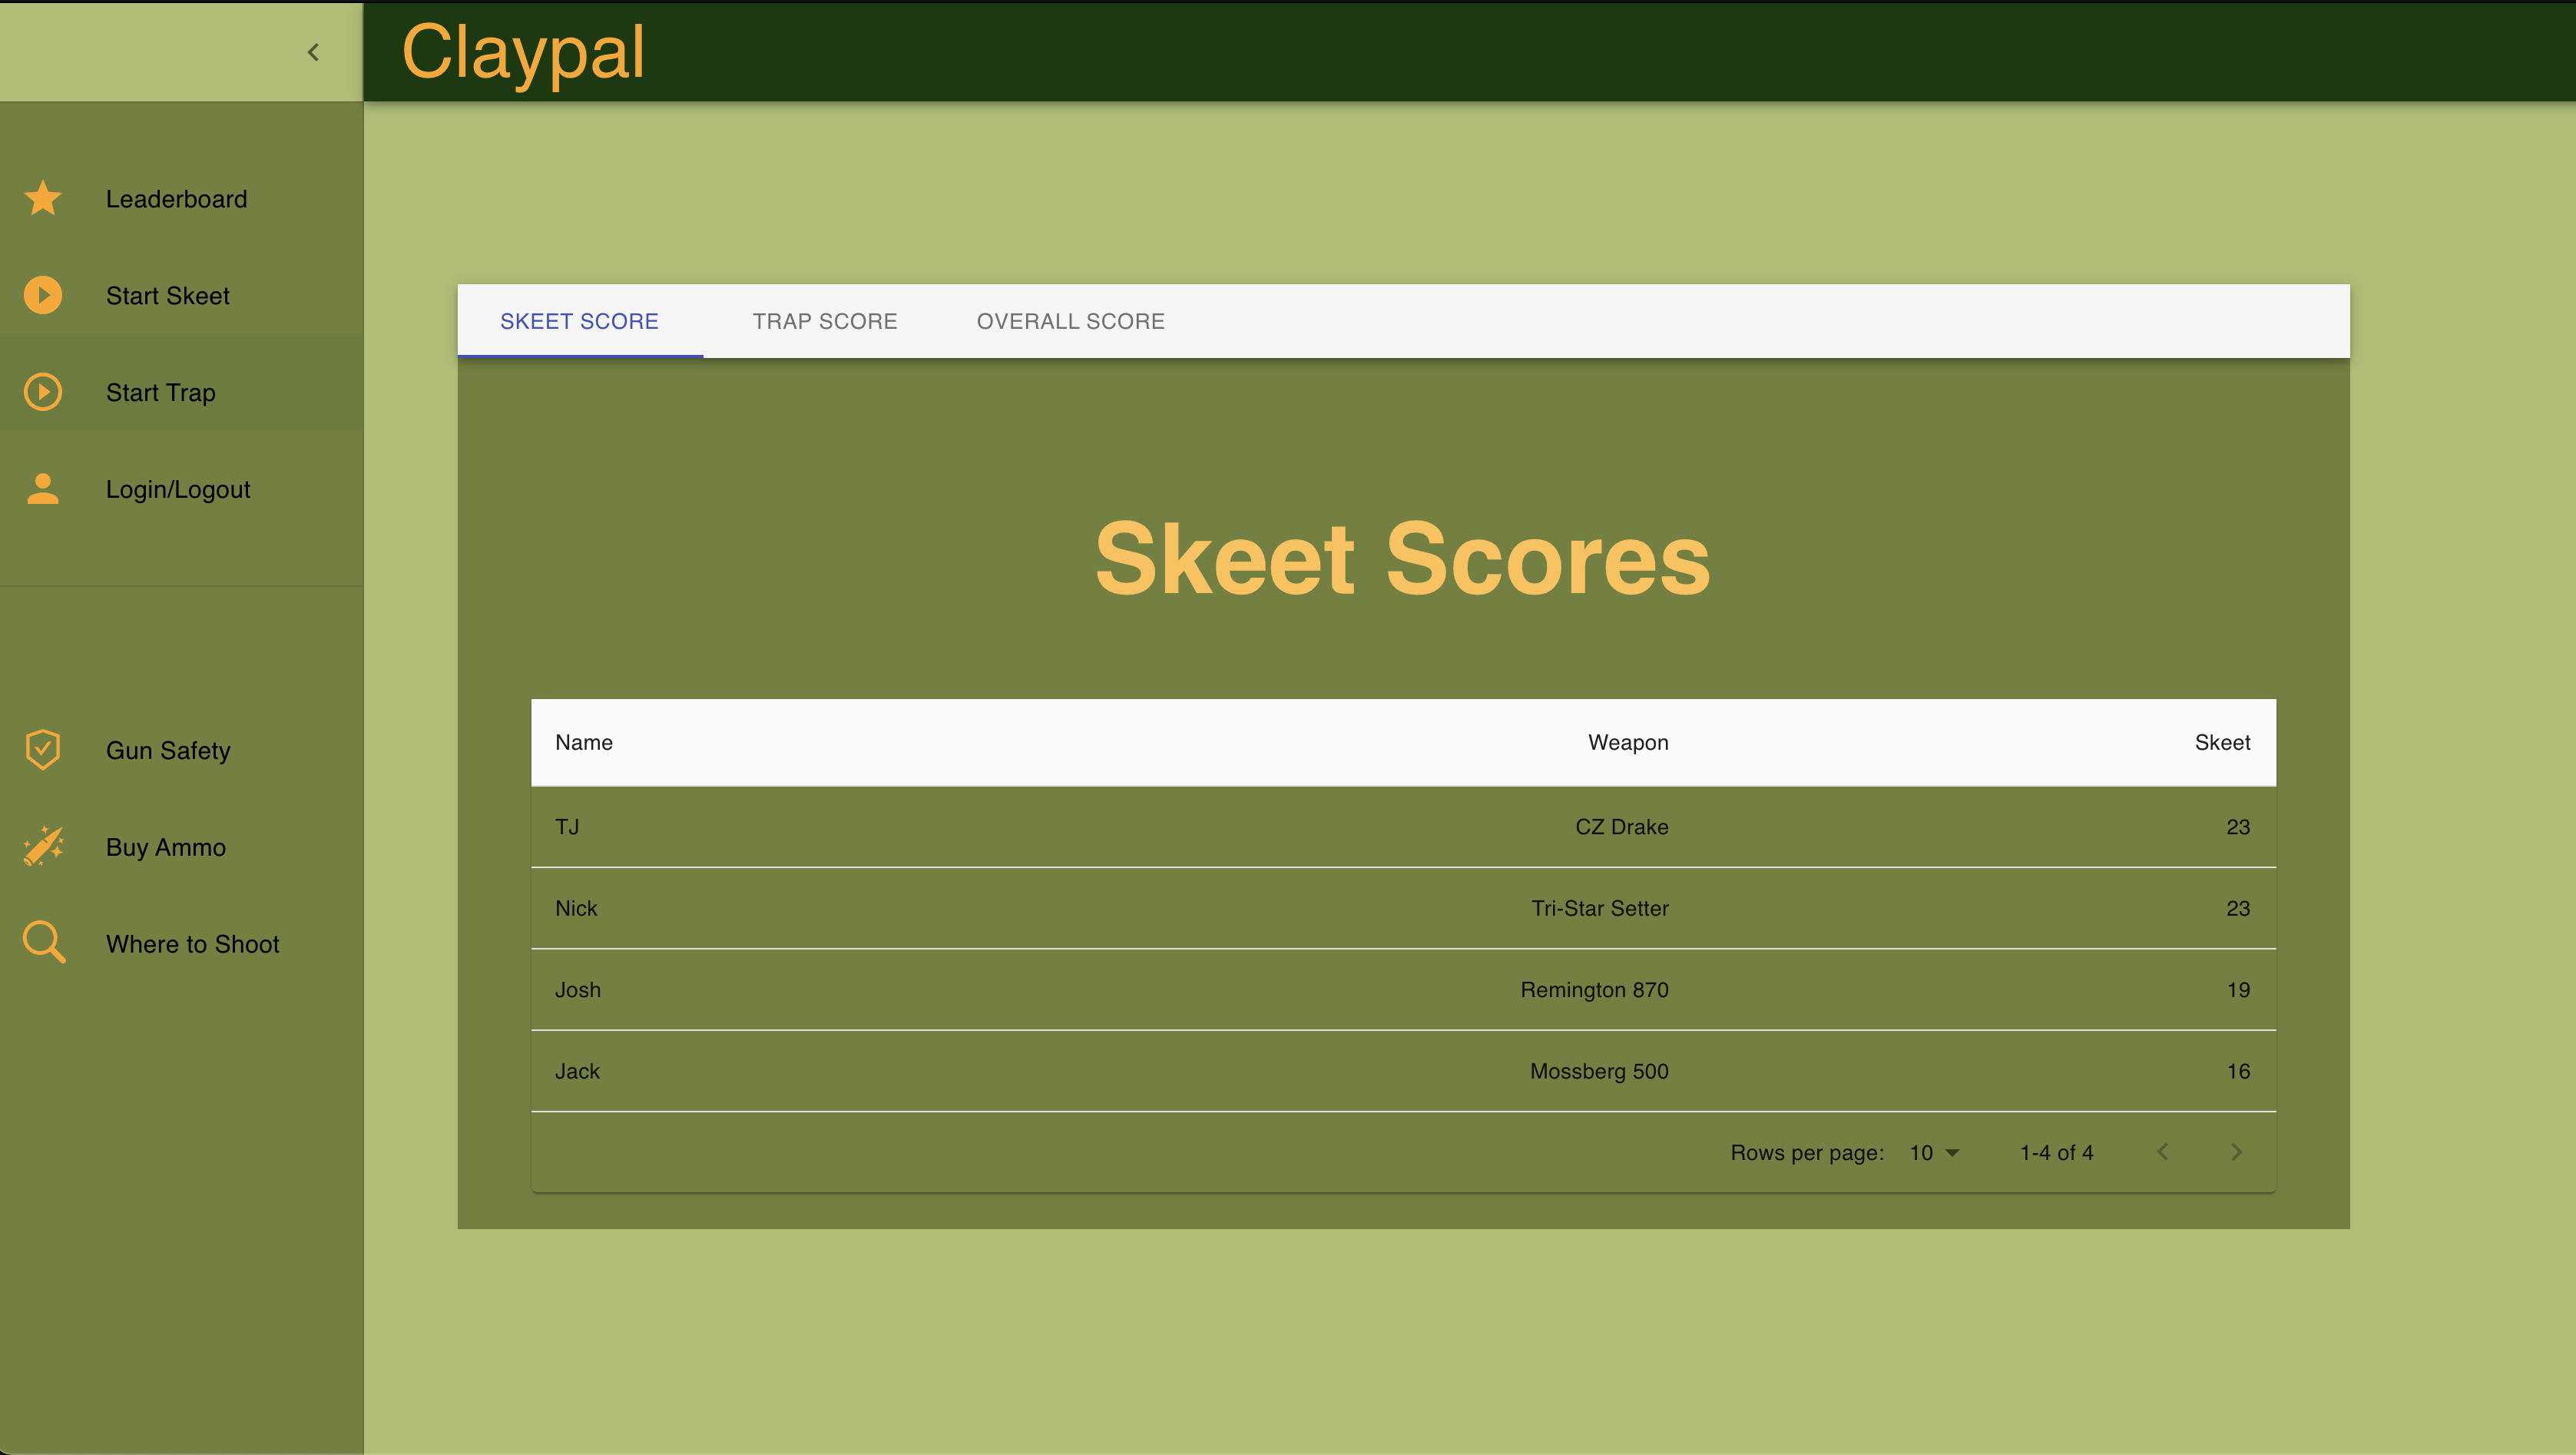 Claypal
Leaderboard
Start Skeet
Start Trap
Login/Logout
Gun Safety
Buy Ammo
Where to Shoot
SKEET SCORE TRAP SCORE OVERALL SCORE
Skeet Scores
Name Weapon Skeet
TJ CZ Drake 23
Nick Tri-Star Setter 23
Josh Remington 870 19
Jack Mossberg 500 16
Rows per page: 10 1-4 of 4